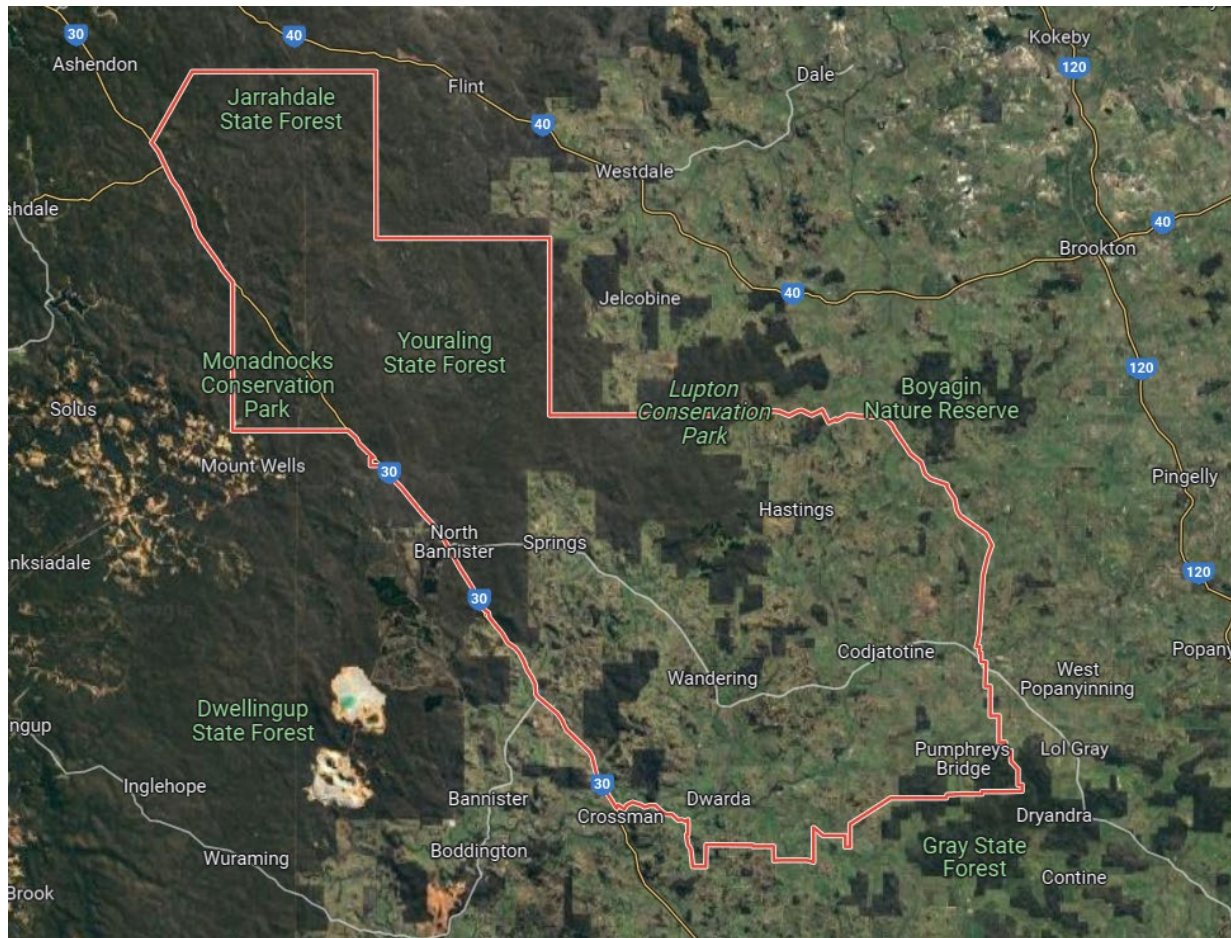 30
Ashendon
40
Flint
Dale
Kokeby
120
Jarrahdale
State Forest
40
Westdale
ahdale
40
Brookton
Jelcobine
40
Youraling
State Forest
Monadnocks
Conservation
Park
Solus
Lupton
Conservation
Park
Boyagin
Nature Reserve
120
Mount Wells
30
Pingelly
Hastings
North
Bannister
Springs
anksiadale
120
30
Codjatotine
Popany
Wandering
West
Popanyinning
Dwellingup
State Forest
ngup
Pumphreys
Bridge
Lol Gray
Inglehope
30
Bannister
Dwarda
Crossman
Dryandra
Boddington
Wuraming
Gray State
Forest
Contine
Brook